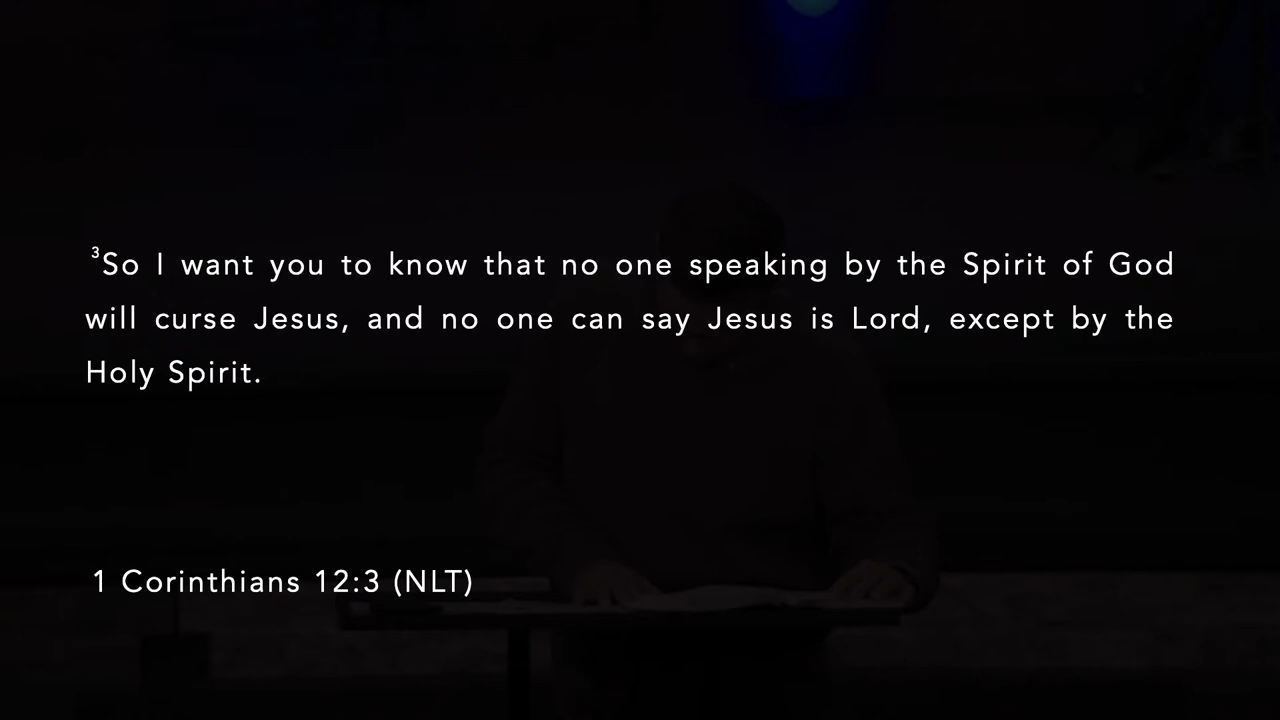 ³So I want you to know that no one speaking by the Spirit of God
will curse Jesus, and no one can say Jesus is Lord, except by the
Holy Spirit.
1 Corinthians 12:3 (NLT)